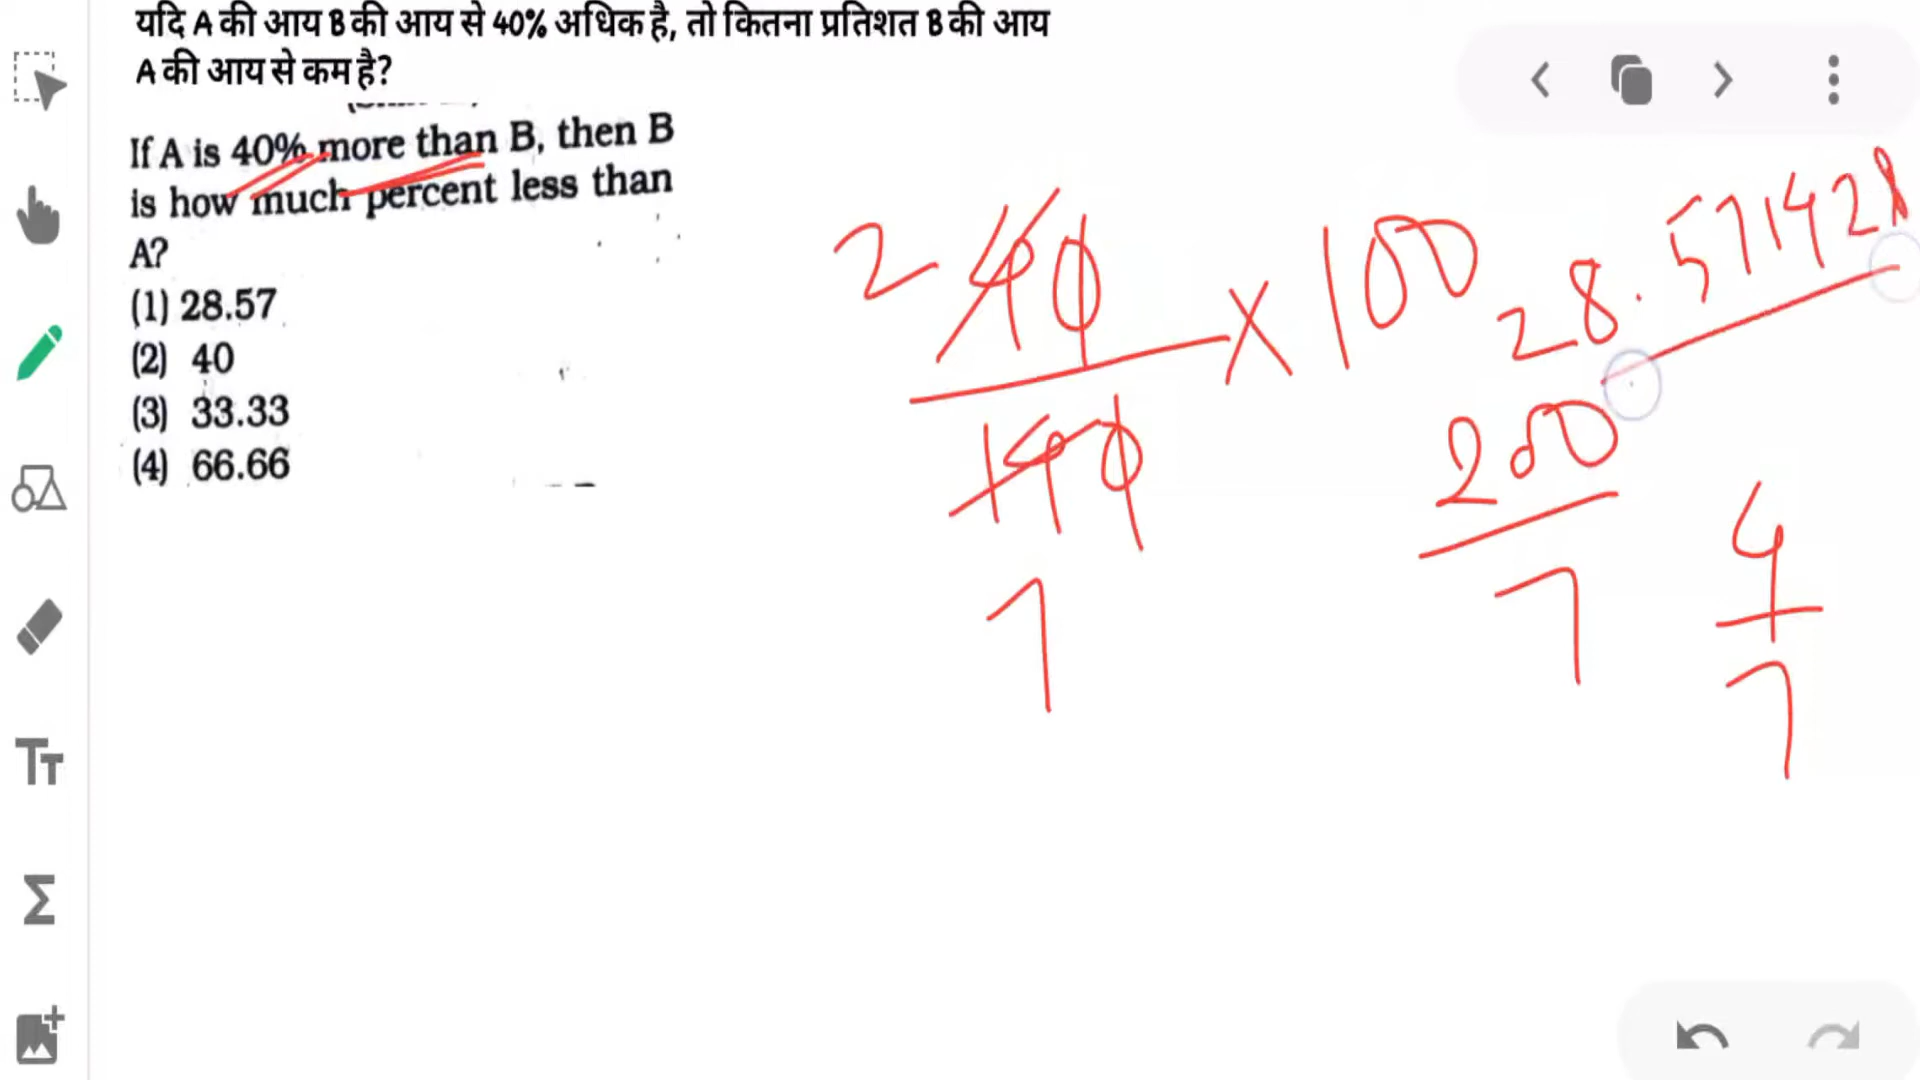 यदि A की आय B की आय से 40% अधिक है, तो कितना प्रतिशत B की आय
A की आय से कम है?
If A is 40% more than B, then B
is how much percent less than
A?
(1) 28.57
(2) 40
(3) 33.33
(4) 66.66
2 40 × 100
140
7
28.571428
200
7
4
7
Tт
Σ